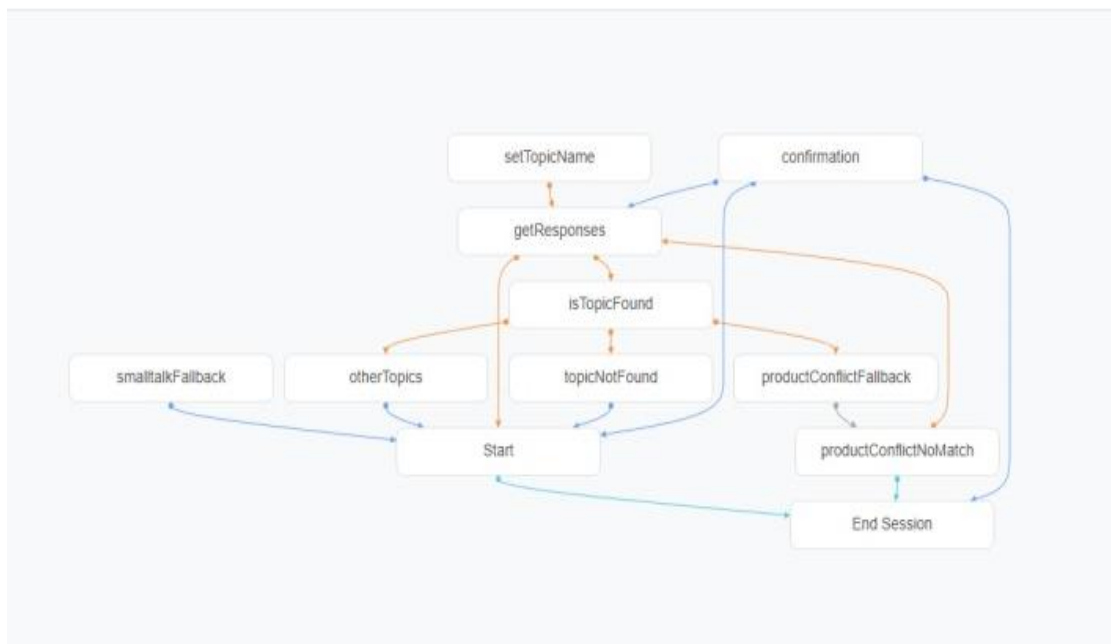 setTopicName
confirmation
getResponses
isTopicFound
smalltalkFallback
otherTopics
topicNotFound
productConflictFallback
Start
productConflictNoMatch
End Session